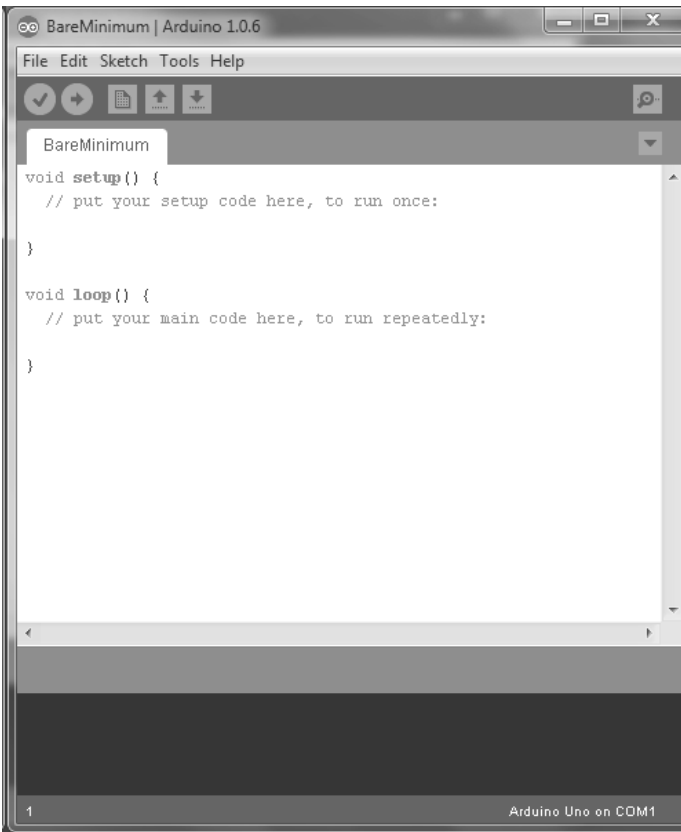 BareMinimum | Arduino 1.0.6
File Edit Sketch Tools Help
BareMinimum
void setup() {
  // put your setup code here, to run once:
}
void loop() {
  // put your main code here, to run repeatedly:
}
1
Arduino Uno on COM1